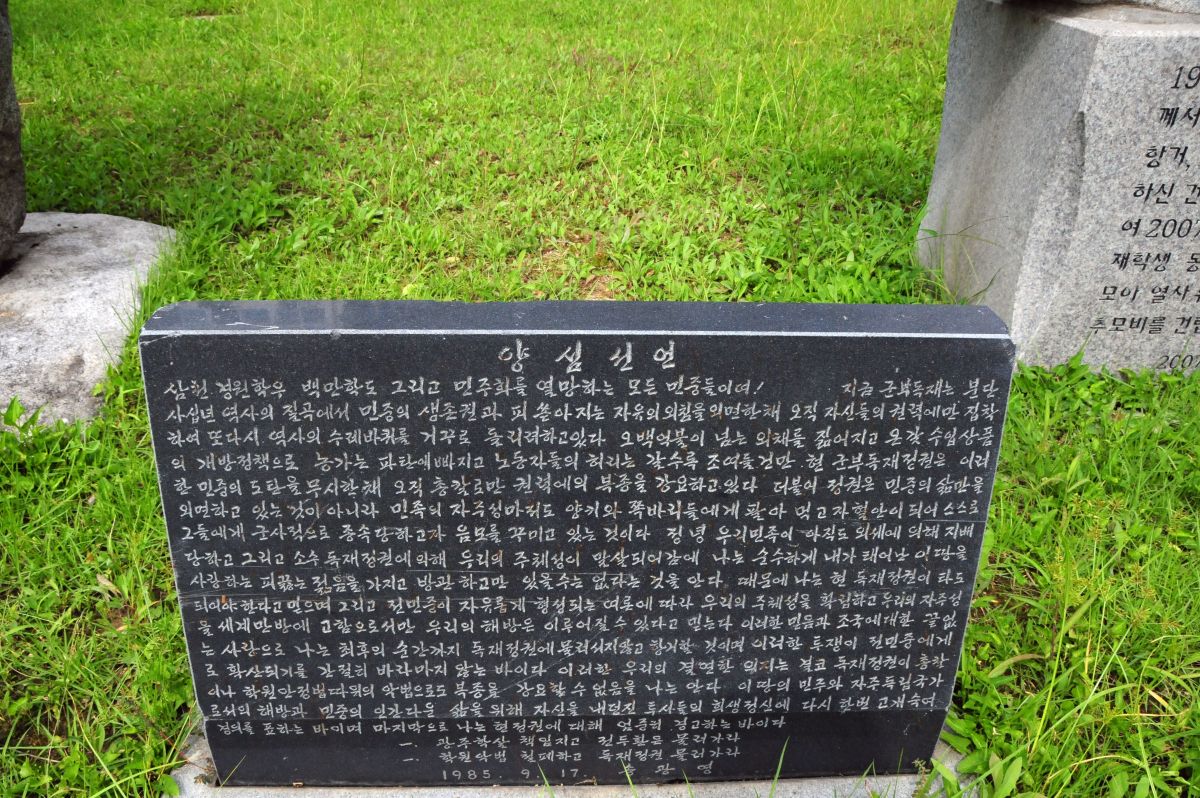 양심선언
삼천 경원학우 백만학도 그리고 민주화를 열망하는 모든 민중들이여! 지금 군부독재는 분단
사십년 역사의 질곡에서 민중의 생존권과 피 쏟아지는 자유의 외침을 외면한채 오직 자신들의 권력에만 집착
하여 또다시 역사의 수레바퀴를 거꾸로 돌리려하고있다. 오백억불이 넘는 외채를 짊어지고 온갖 수입상품
의 개방정책으로 농가는 파탄에빠지고 노동자들의 허리는 갈수록 조여들건만 현 군부독재정권은 이러
한 민중의 도탄을 무시한채 오직 총칼로만 권력에의 복종을 강요하고있다. 더불어 정권은 민중의 삶만을
외면하고 있는것이 아니라 민족의 자주성마저도 양키와 쪽바리들에게 팔아 먹고자 혈안이 되어 스스로
그들에게 군사적으로 종속당하고자 음모를 꾸미고 있는 것이다. 정녕 우리민족이 아직도 외세에 의해 지배
당하고 그리고 소수 독재정권에의해 우리의 주체성이 말살되어감에 나는 순수하게 내가 태어난 이땅을
사랑하는 피끓는 젊음을 가지고 방관 하고만 있을수는 없다는 것을 안다. 때문에 나는 현 독재정권이 타도
되어야한다고 믿으며 그리고 전민중이 자유롭게 형성되는 여론에 따라 우리의 주체성을 확립하고 우리의 자주성
을 세계만방에 고함으로서만 우리의 해방은 이루어질수 있다고 믿는다. 이러한 믿음과 조국에대한 끝없
는 사랑으로 나는 최후의 순간까지 독재정권에 물러서지않고 항거할 것이며 이러한 투쟁이 전민중에게
로 확산되기를 간절히 바라마지 않는 바이다. 이러한 우리의 결연한 의지는 결코 독재정권이 총칼
이나 학원안정법따위의 악법으로도 복종을 강요할 수 없음을 나는 안다. 이 땅의 민주와 자주독립국가
로서의 해방과 민중의 인간다운 삶을 위해 자신을 내던진 투사들의 희생정신에 다시 한번 고개숙여
경의를 표하는 바이며 마지막으로 나는 현정권에 대해 엄중히 경고하는 바이다
一. 광주학살 책임지고 전두환은 물러가라
一. 학원악법 철폐하고 독재정권 물러가라
1985. 9. 17. 송 광 영
19
께서
항거,
하신
여 2007
재학생
모아 열사
추모비를 건립
200